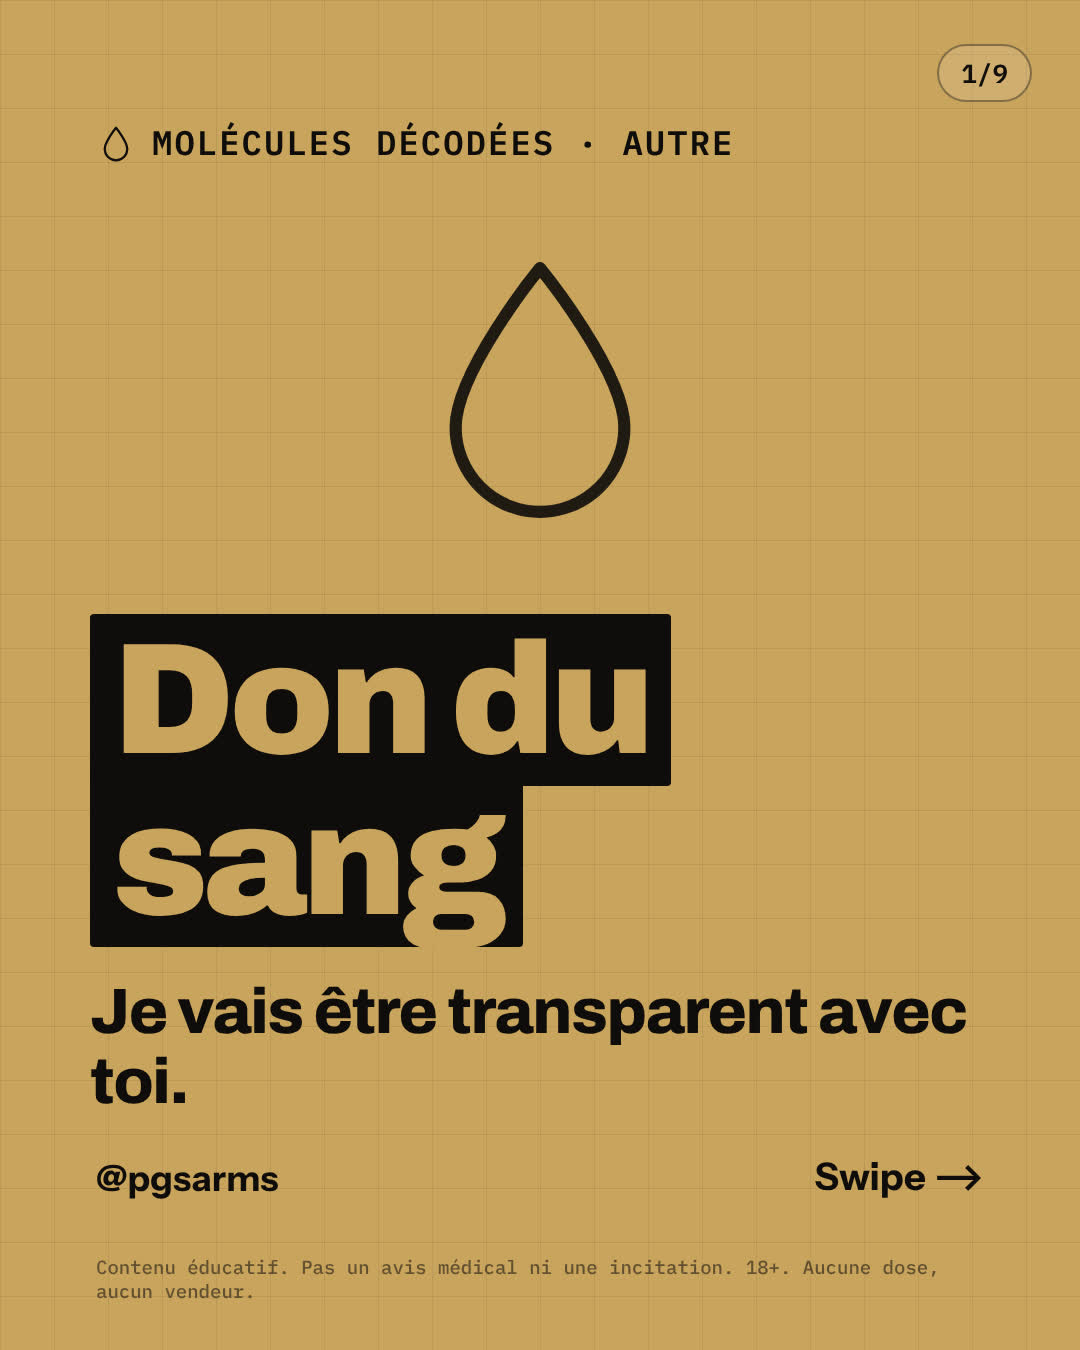 1/9
MOLÉCULES DÉCODÉES · AUTRE
Don du
sang
Je vais être transparent avec
toi.
@pgsarms
Swipe →
Contenu éducatif. Pas un avis médical ni une incitation. 18+. Aucune dose,
aucun vendeur.